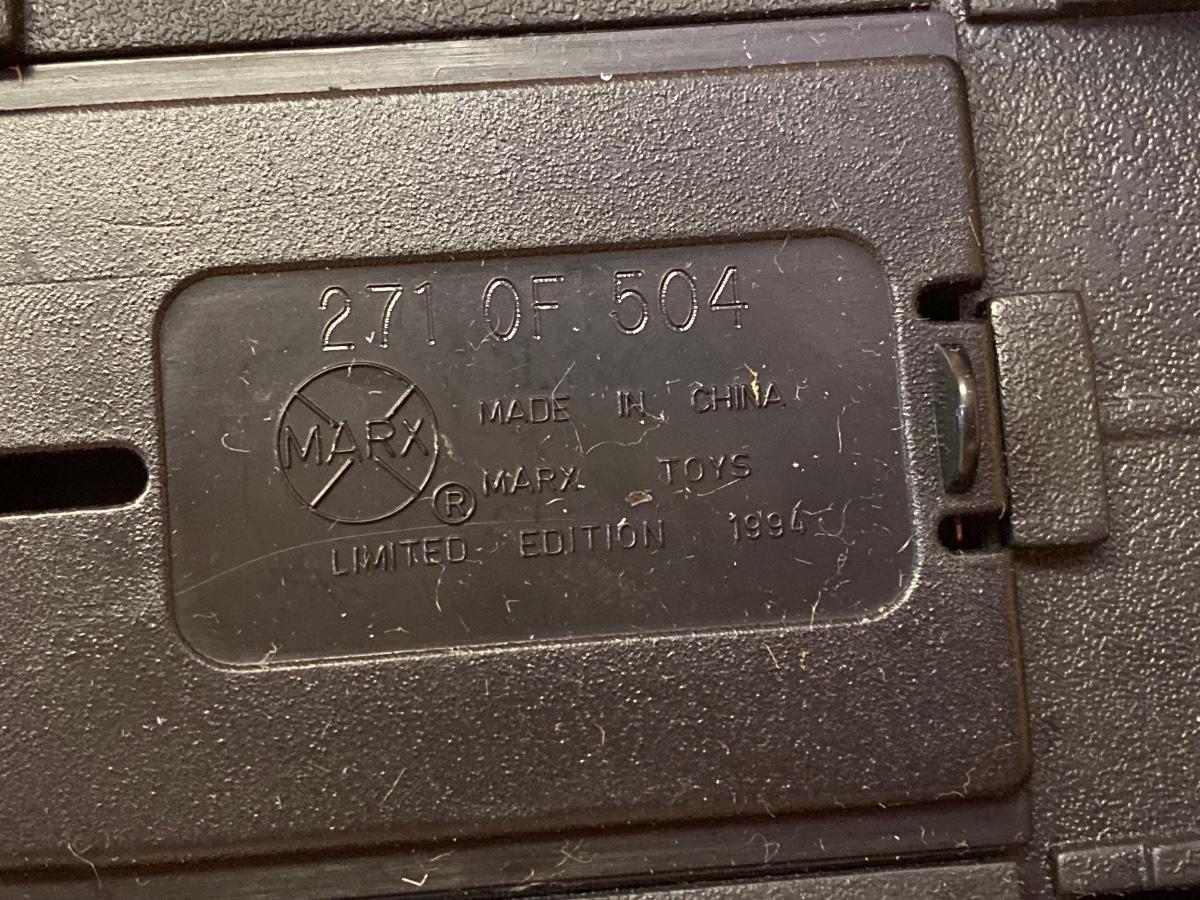 271 OF 504
MARX ®
MADE IN CHINA
MARX TOYS
LIMITED EDITION 1994